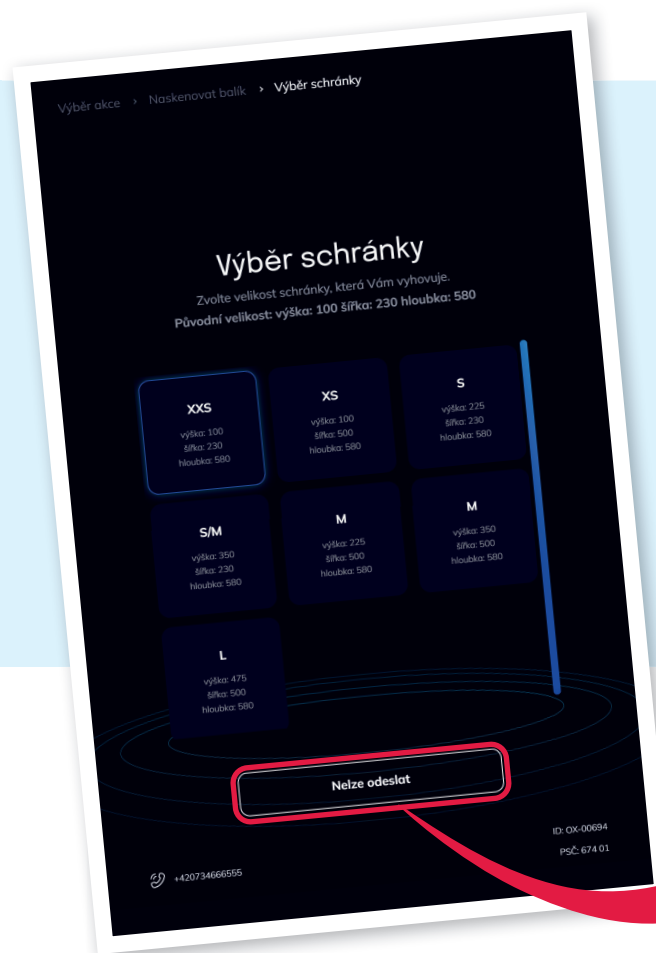 Výběr akce › Naskenovat balík › Výběr schránky
Výběr schránky
Zvolte velikost schránky, která Vám vyhovuje.
Původní velikost: výška: 100 šířka: 230 hloubka: 580
XXS
výška: 100
šířka: 230
hloubka: 580
XS
výška: 100
šířka: 500
hloubka: 580
S
výška: 225
šířka: 230
hloubka: 580
S/M
výška: 350
šířka: 230
hloubka: 580
M
výška: 225
šířka: 500
hloubka: 580
M
výška: 350
šířka: 500
hloubka: 580
L
výška: 475
šířka: 500
hloubka: 580
Nelze odeslat
+420734666555
ID: OX-00694
PSČ: 674 01